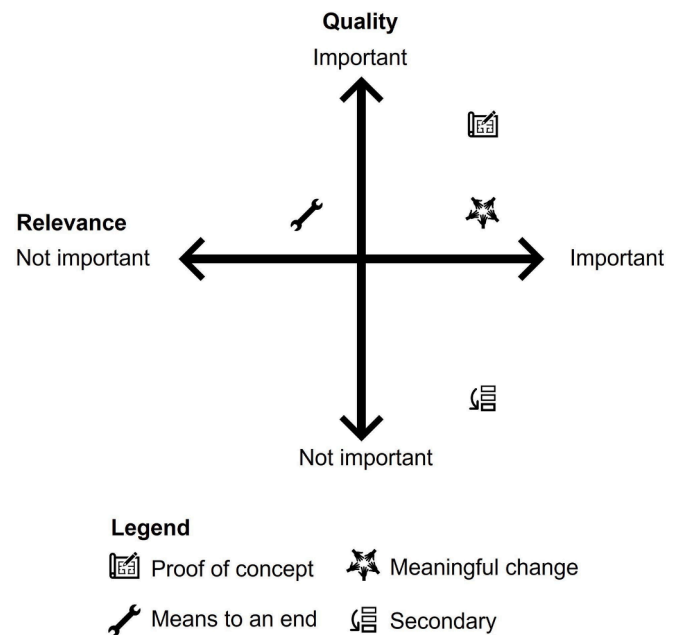 Quality
Important
Relevance
Not important
Important
Not important
Legend
Proof of concept
Meaningful change
Means to an end
Secondary